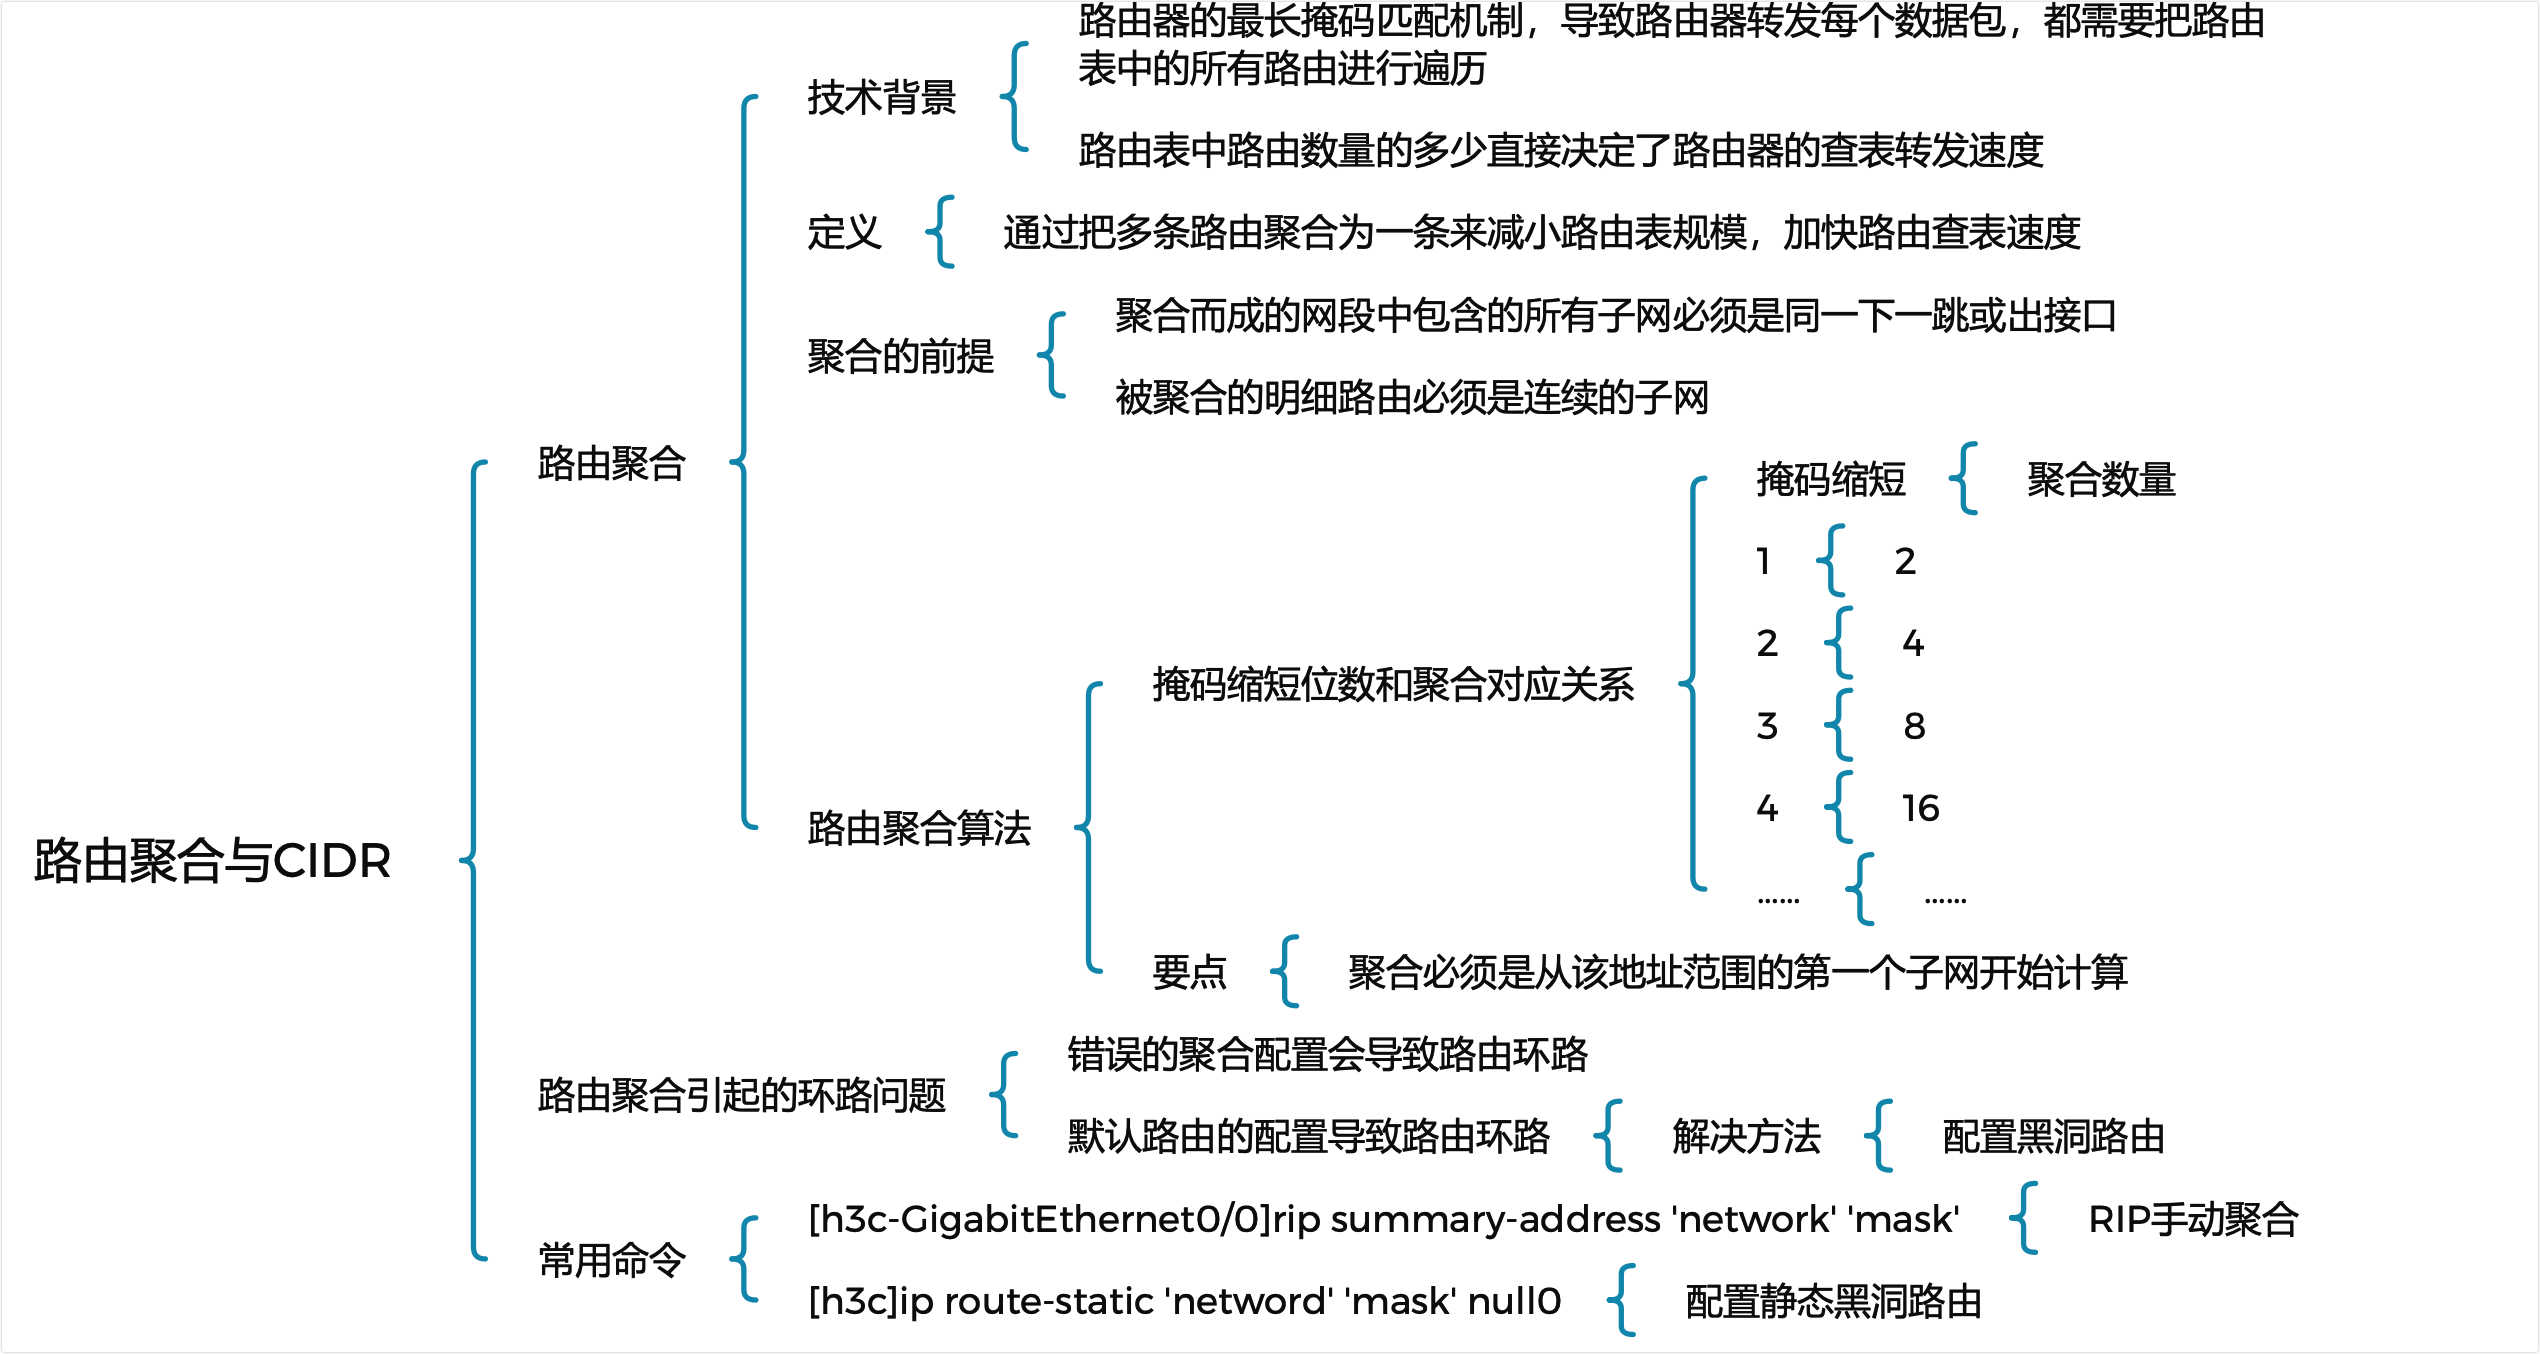 路由聚合与CIDR
路由聚合
技术背景
路由器的最长掩码匹配机制，导致路由器转发每个数据包，都需要把路由
表中的所有路由进行遍历
路由表中路由数量的多少直接决定了路由器的查表转发速度
定义
通过把多条路由聚合为一条来减小路由表规模，加快路由查表速度
聚合的前提
聚合而成的网段中包含的所有子网必须是同一下一跳或出接口
被聚合的明细路由必须是连续的子网
路由聚合算法
掩码缩短位数和聚合对应关系
掩码缩短
聚合数量
1
2
2
4
3
8
4
16
……
……
要点
聚合必须是从该地址范围的第一个子网开始计算
路由聚合引起的环路问题
错误的聚合配置会导致路由环路
默认路由的配置导致路由环路
解决方法
配置黑洞路由
常用命令
[h3c-GigabitEthernet0/0]rip summary-address 'network' 'mask'
RIP手动聚合
[h3c]ip route-static 'netword' 'mask' null0
配置静态黑洞路由